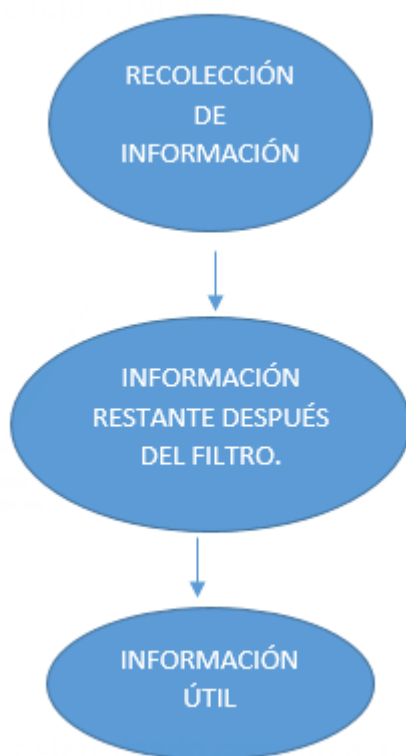 RECOLECCIÓN
DE
INFORMACIÓN
INFORMACIÓN
RESTANTE DESPUÉS
DEL FILTRO.
INFORMACIÓN
ÚTIL